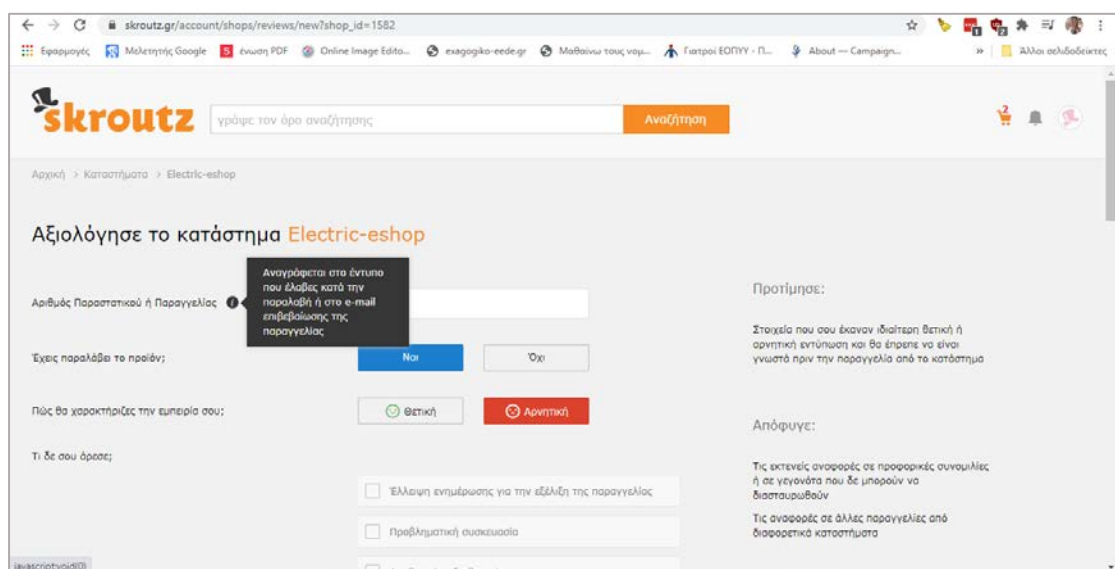 skroutz.gr/account/shops/reviews/new?shop_id=1582
Εφαρμογές Μελετητής Google ένωση PDF Online Image Edito... exagogiko-eede.gr Μαθαίνω τους νομ... Γιατροί ΕΟΠΥΥ - Π... About — Campaign... » Άλλοι σελιδοδείκτες
skroutz
γράψε τον όρο αναζήτησης
Αναζήτηση
2
Αρχική > Καταστήματα > Electric-eshop
Αξιολόγησε το κατάστημα Electric-eshop
Αριθμός Παραστατικού ή Παραγγελίας
Αναγράφεται στο έντυπο
που έλαβες κατά την
παραλαβή ή στο e-mail
επιβεβαίωσης της
παραγγελίας
Έχεις παραλάβει το προϊόν;
Ναι Όχι
Πώς θα χαρακτήριζες την εμπειρία σου;
Θετική Αρνητική
Τι δε σου άρεσε;
Έλλειψη ενημέρωσης για την εξέλιξη της παραγγελίας
Προβληματική συσκευασία
Προτίμησε:
Στοιχεία που σου έκαναν ιδιαίτερη θετική ή
αρνητική εντύπωση και θα έπρεπε να είναι
γνωστά πριν την παραγγελία από το κατάστημα
Απόφυγε:
Τις εκτενείς αναφορές σε προφορικές συνομιλίες
ή σε γεγονότα που δε μπορούν να
διασταυρωθούν
Τις αναφορές σε άλλες παραγγελίες από
διαφορετικά καταστήματα
javascript:void(0)